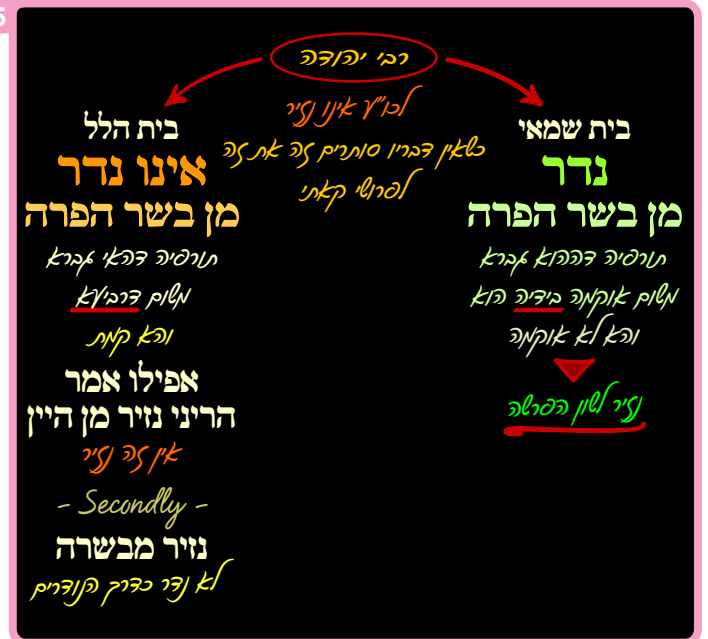 רבי יהודה
לכו"ע אינו נזיר
כשאין דבריו סותרים זה את זה
לפרושי קאתי
בית שמאי
נדר
מן בשר הפרה
תורפיה דההוא גברא
משום אוקמה בידיה הוא
והא לא אוקמה
נזיר לשון הפרשה
בית הלל
אינו נדר
מן בשר הפרה
תורפיה דהאי גברא
משום דרביעא
והא קמת
אפילו אמר
הריני נזיר מן היין
אין זה נזיר
- Secondly -
נזיר מבשרה
לא נדר כדרך הנודרים